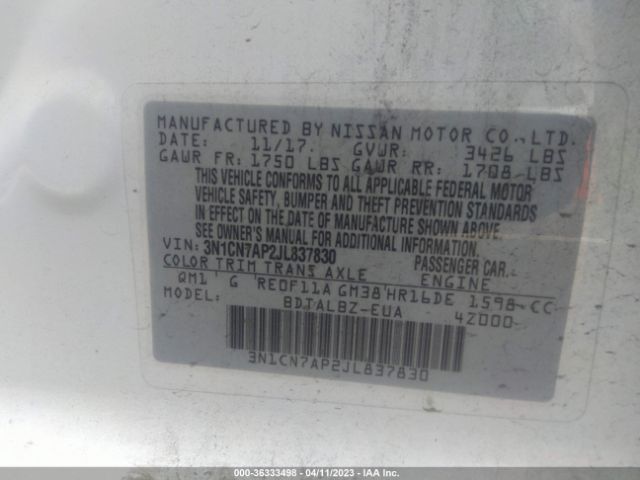 MANUFACTURED BY NISSAN MOTOR CO., LTD.
DATE: 11/17. GVWR: 3426 LBS
GAWR FR: 1750 LBS GAWR RR: 1708 LBS
THIS VEHICLE CONFORMS TO ALL APPLICABLE FEDERAL MOTOR
VEHICLE SAFETY, BUMPER AND THEFT PREVENTION STANDARDS
IN EFFECT ON THE DATE OF MANUFACTURE SHOWN ABOVE.
SEE OWNER'S MANUAL FOR ADDITIONAL INFORMATION.
VIN: 3N1CN7AP2JL837830 PASSENGER CAR
COLOR TRIM TRANS AXLE ENGINE
QM1 G RE0F11A GM38 HR16DE 1598 CC
MODEL: BDTALBZ-EUA 4Z000
3N1CN7AP2JL837830
000-36333498 - 04/11/2023 - IAA Inc.